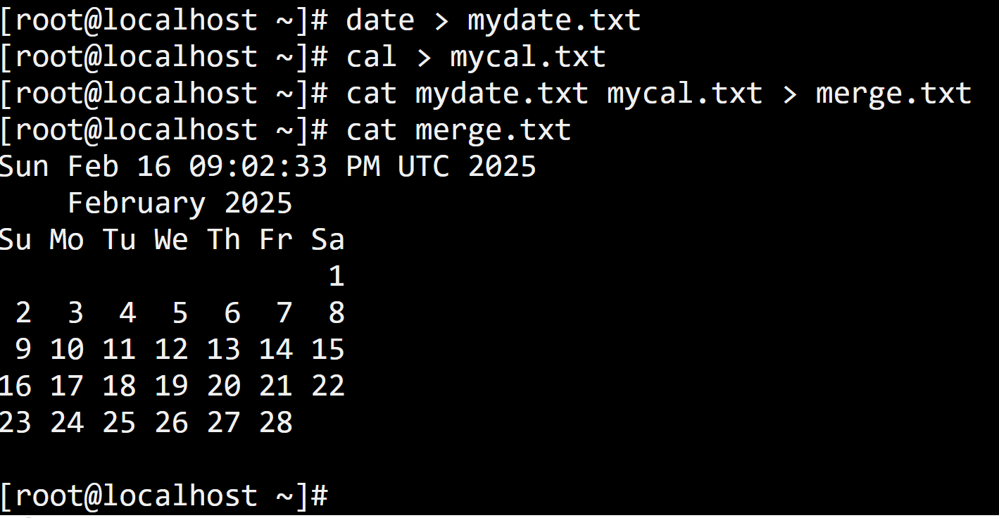 [root@localhost ~]# date > mydate.txt
[root@localhost ~]# cal > mycal.txt
[root@localhost ~]# cat mydate.txt mycal.txt > merge.txt
[root@localhost ~]# cat merge.txt
Sun Feb 16 09:02:33 PM UTC 2025
    February 2025
Su Mo Tu We Th Fr Sa
                   1
 2  3  4  5  6  7  8
 9 10 11 12 13 14 15
16 17 18 19 20 21 22
23 24 25 26 27 28

[root@localhost ~]#